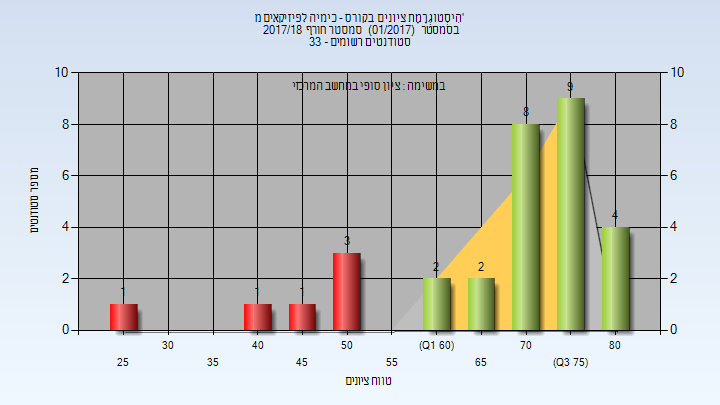 היסטוגרמת ציונים בקורס - כימיה לפיזיקאים מ'
בסמסטר (01/2017) סמסטר חורף 2017/18
סטודנטים רשומים - 33
במשימה : ציון סופי במחשב המרכזי
מספר סטודנטים
10 10
8 8
6 6
4 4
2 2
0 0
1 1 1 3 2 2 8 9 4
30 40 50 (Q1 60) 70 80
25 35 45 55 65 (Q3 75)
טווח ציונים